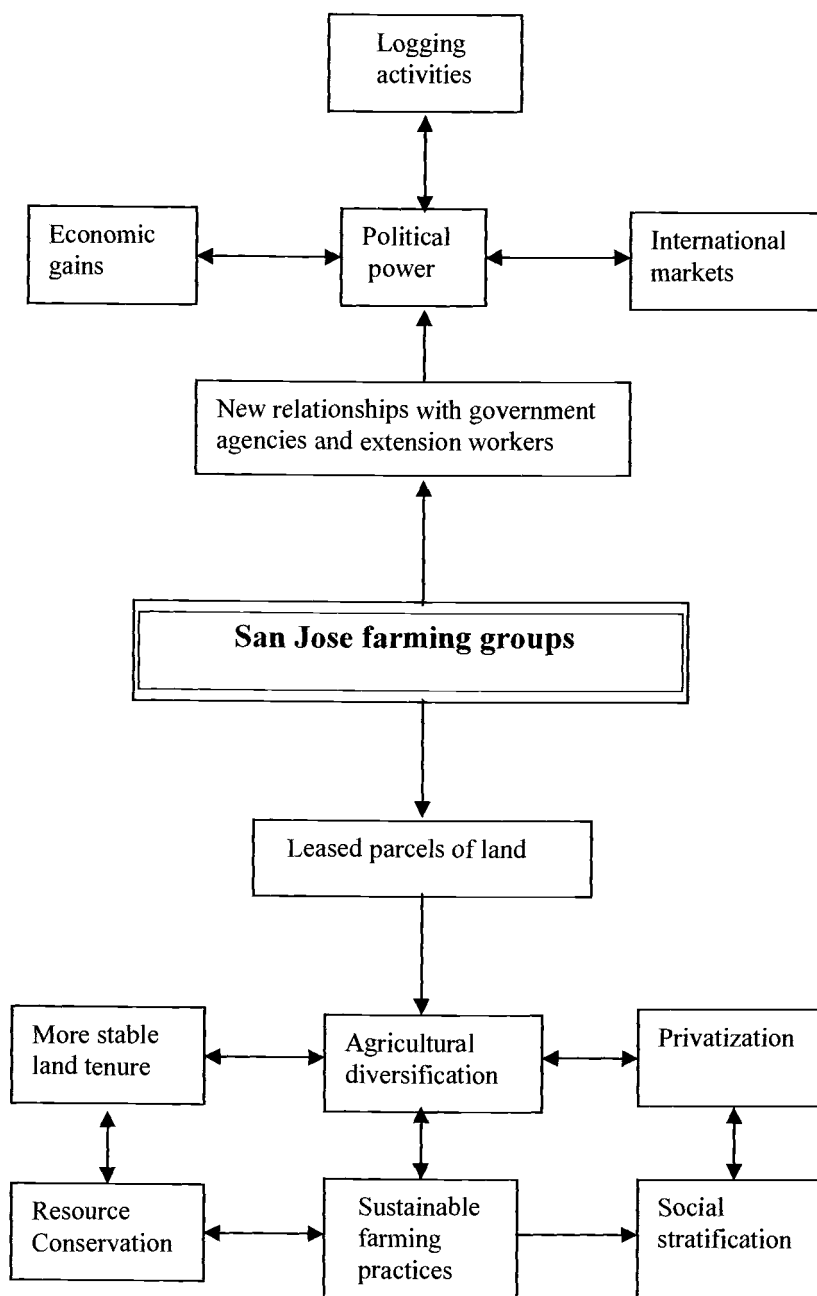 Logging
activities
Economic
gains
Political
power
International
markets
New relationships with government
agencies and extension workers
San Jose farming groups
Leased parcels of land
More stable
land tenure
Agricultural
diversification
Privatization
Resource
Conservation
Sustainable
farming
practices
Social
stratification